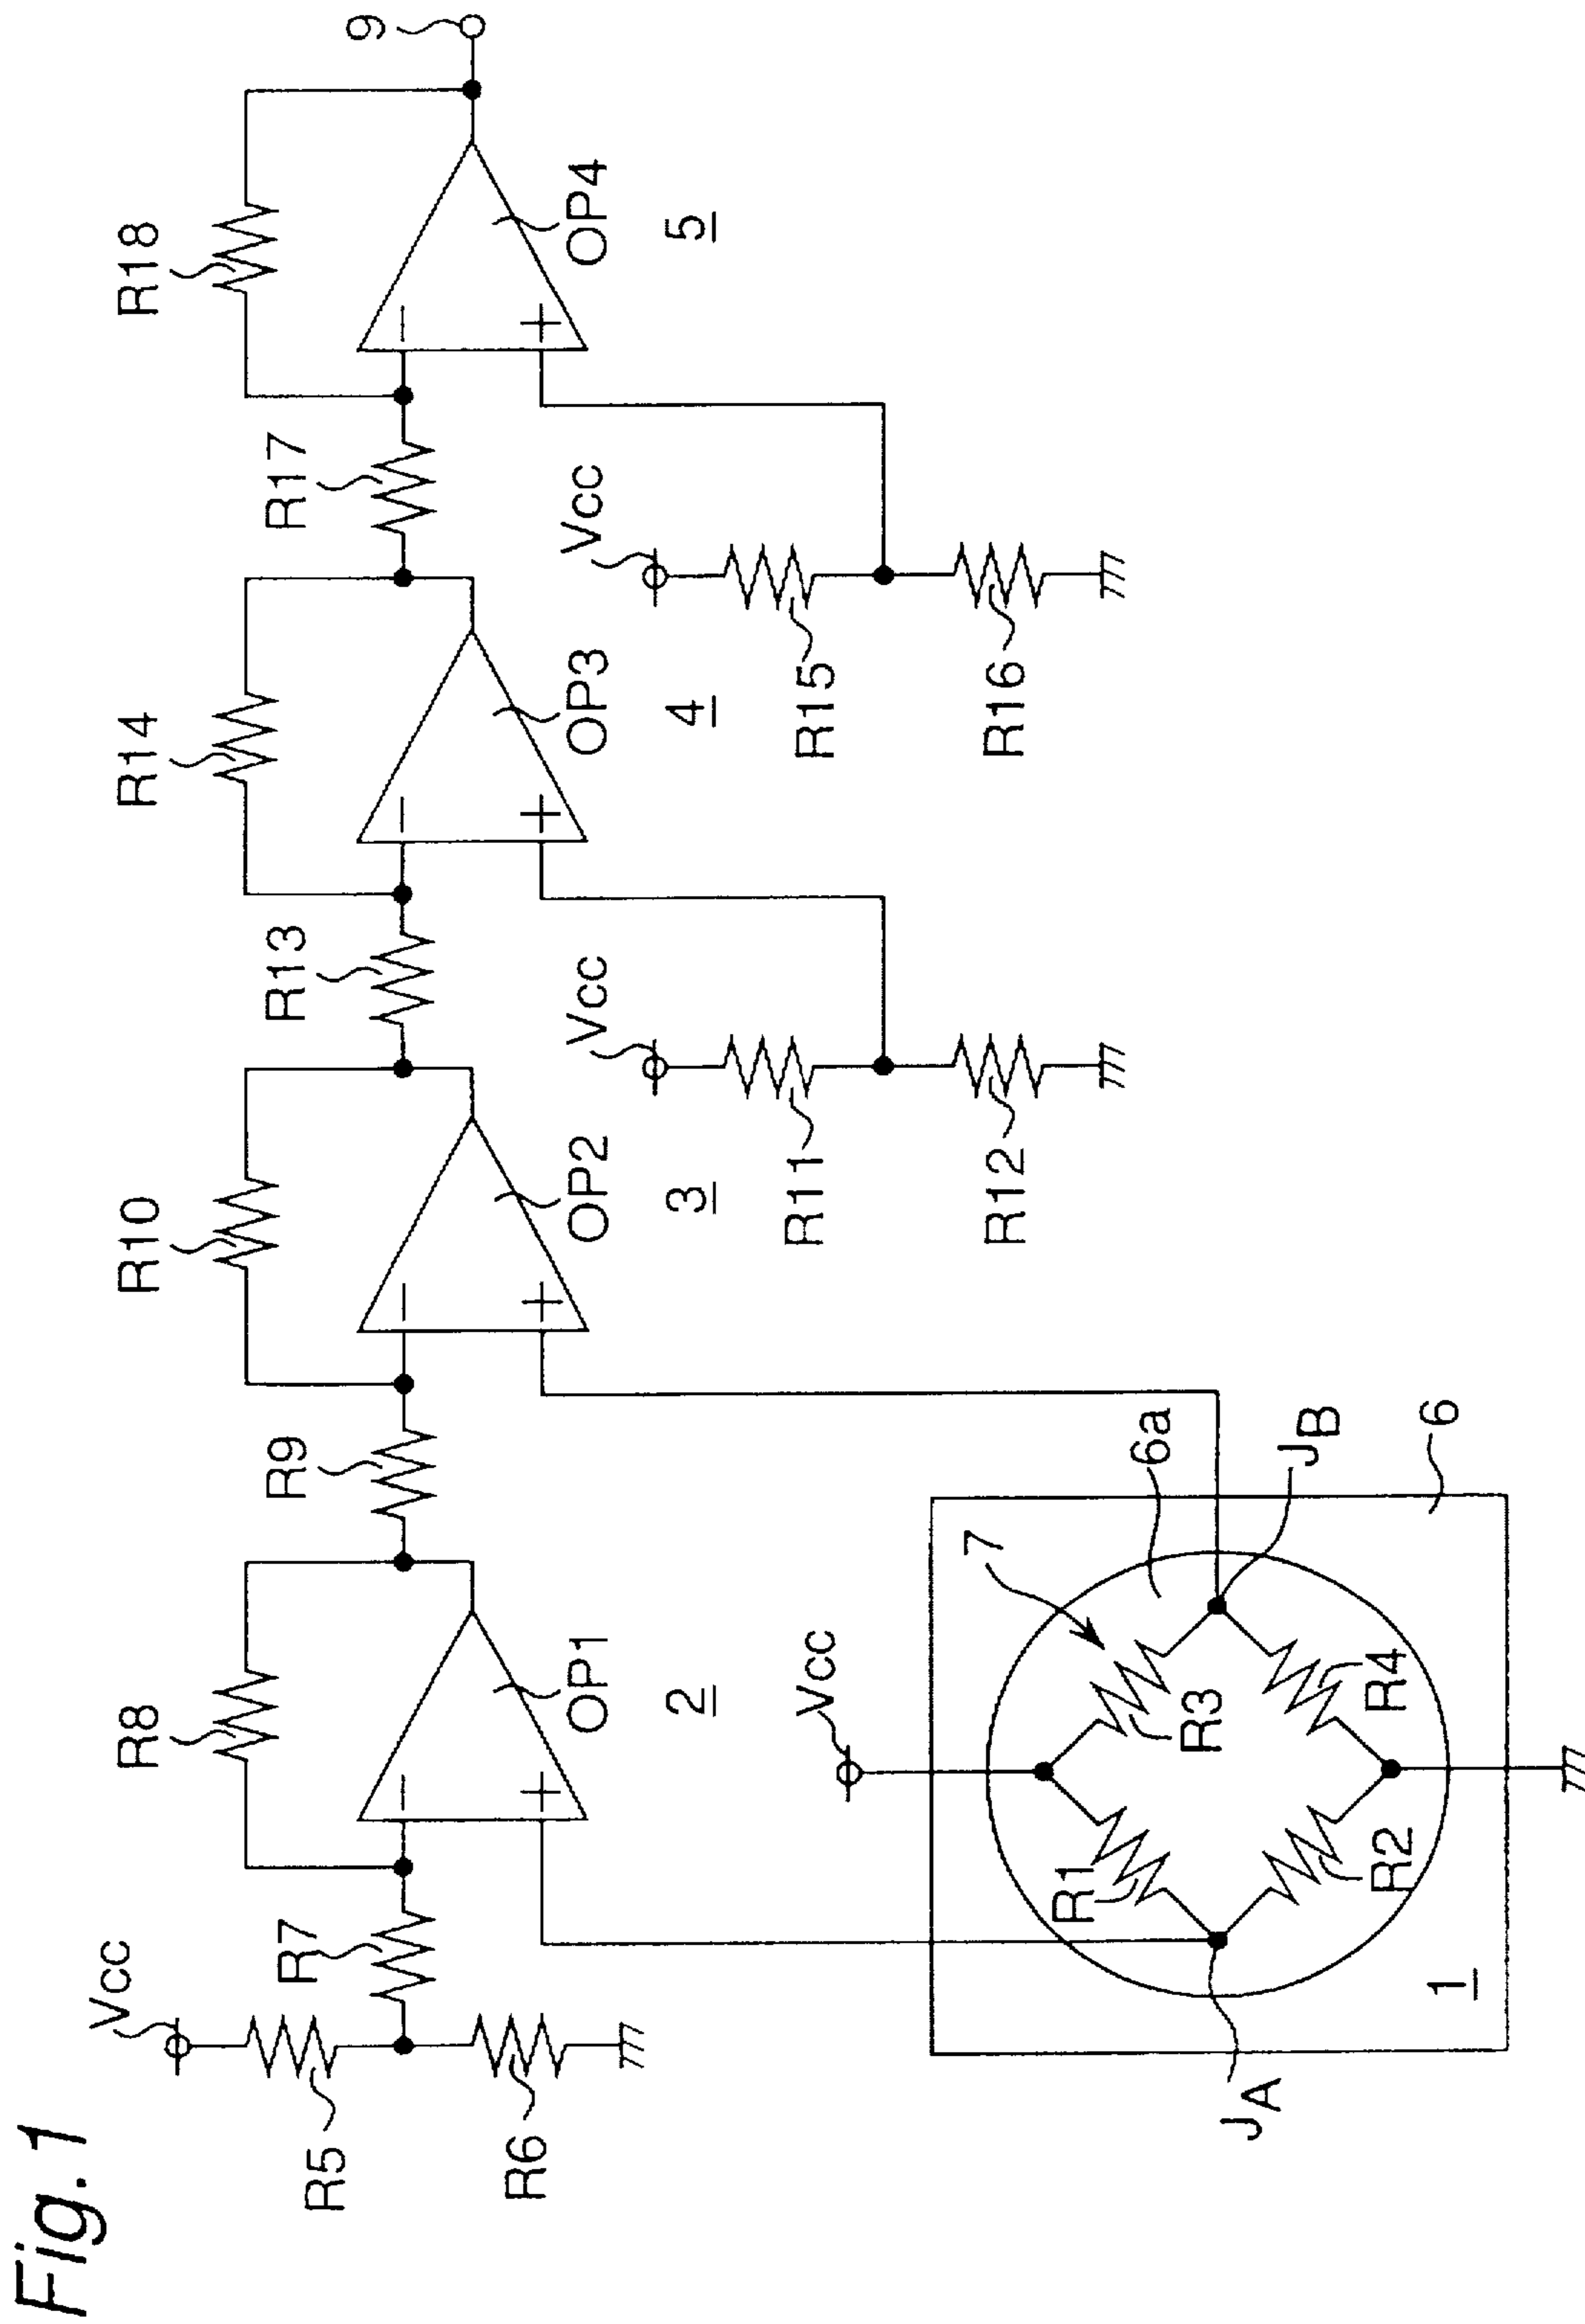 Fig.1
Vcc
R5
R6
R7
R8
OP1
2
R9
R10
OP2
3
R13
Vcc
R11
R12
R14
OP3
4
R17
Vcc
R15
R16
R18
OP4
5
9
Vcc
7
6a
JB
6
R1
R3
R2
R4
JA
1